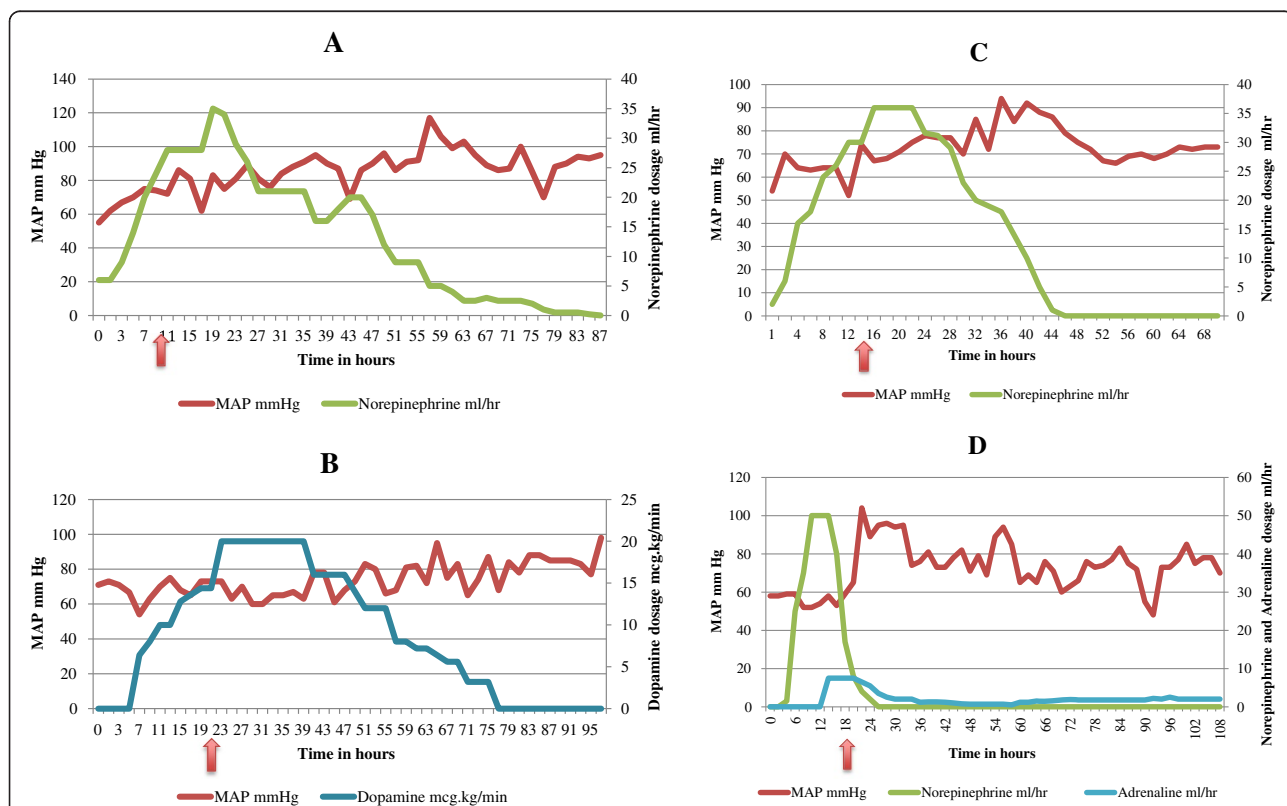 A
MAP mm Hg
140
120
100
80
60
40
20
0
40
35
30
25
20
15
10
5
0
Norepinephrine dosage ml/hr
0 3 7 11 15 19 23 27 31 35 39 43 47 51 55 59 63 67 71 75 79 83 87
Time in hours
MAP mmHg Norepinephrine ml/hr
C
MAP mm Hg
100
90
80
70
60
50
40
30
20
10
0
40
35
30
25
20
15
10
5
0
Norepinephrine dosage ml/hr
1 4 8 12 16 20 24 28 32 36 40 44 48 52 56 60 64 68
Time in hours
MAP mmHg Norepinephrine ml/hr
B
MAP mm Hg
120
100
80
60
40
20
0
25
20
15
10
5
0
Dopamine dosage mcg.kg/min
0 3 7 11 15 19 23 27 31 35 39 43 47 51 55 59 63 67 71 75 79 83 87 91 95
Time in hours
MAP mmHg Dopamine mcg.kg/min
D
MAP mm Hg
120
100
80
60
40
20
0
60
50
40
30
20
10
0
Norepinephrine and Adrenaline dosage ml/hr
0 6 12 18 24 30 36 42 48 54 60 66 72 78 84 90 96 102 108
Time in hours
MAP mmHg Norepinephrine ml/hr Adrenaline ml/hr